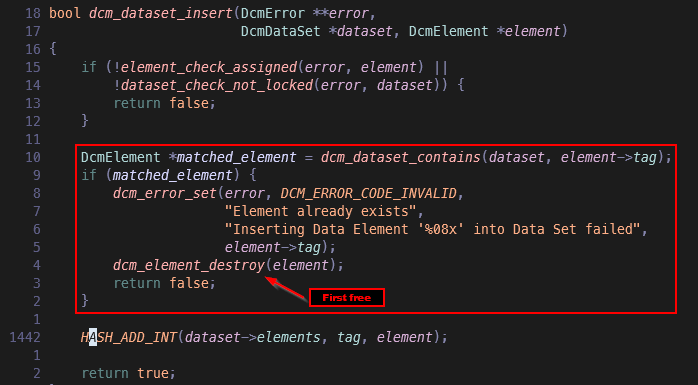 18 bool dcm_dataset_insert(DcmError **error,
17 DcmDataSet *dataset, DcmElement *element)
16 {
15 if (!element_check_assigned(error, element) ||
14 !dataset_check_not_locked(error, dataset)) {
13 return false;
12 }
11
10 DcmElement *matched_element = dcm_dataset_contains(dataset, element->tag);
9 if (matched_element) {
8 dcm_error_set(error, DCM_ERROR_CODE_INVALID,
7 "Element already exists",
6 "Inserting Data Element '%08x' into Data Set failed",
5 element->tag);
4 dcm_element_destroy(element);
3 return false;
First free
2 }
1
1442 HASH_ADD_INT(dataset->elements, tag, element);
1
2 return true;